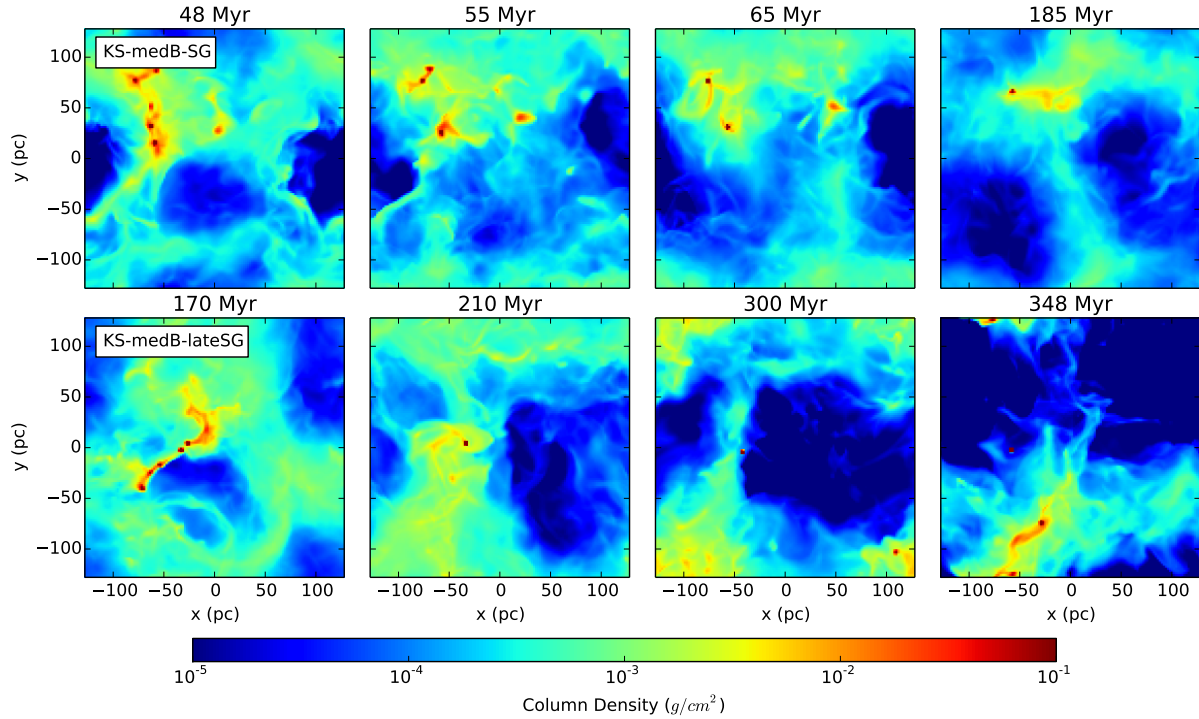 48 Myr 55 Myr 65 Myr 185 Myr
KS-medB-SG
100
50
0
−50
−100
y (pc)
170 Myr 210 Myr 300 Myr 348 Myr
KS-medB-lateSG
100
50
0
−50
−100
y (pc)
−100 −50 0 50 100 −100 −50 0 50 100 −100 −50 0 50 100 −100 −50 0 50 100
x (pc) x (pc) x (pc) x (pc)
10^-5 10^-4 10^-3 10^-2 10^-1
Column Density (g/cm^2)